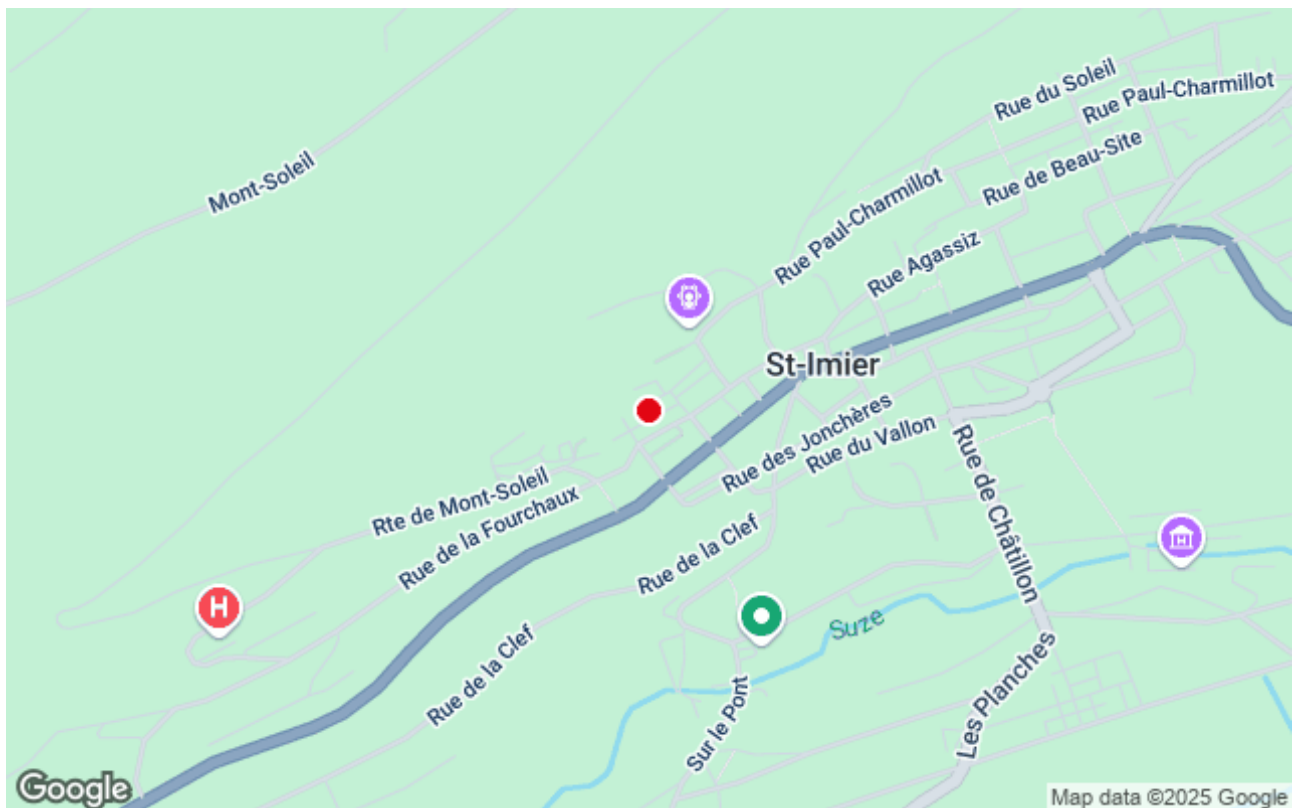 Rue du Soleil
Rue Paul-Charmillot
Rue de Beau-Site
Mont-Soleil
Rue Paul-Charmillot
Rue Agassiz
St-Imier
Rue des Jonchères
Rue du Vallon
Rue de Châtillon
Rte de Mont-Soleil
Rue de la Fourchaux
Rue de la Clef
H
H
Suze
Rue de la Clef
Les Planches
Sur le Pont
Google
Map data ©2025 Google